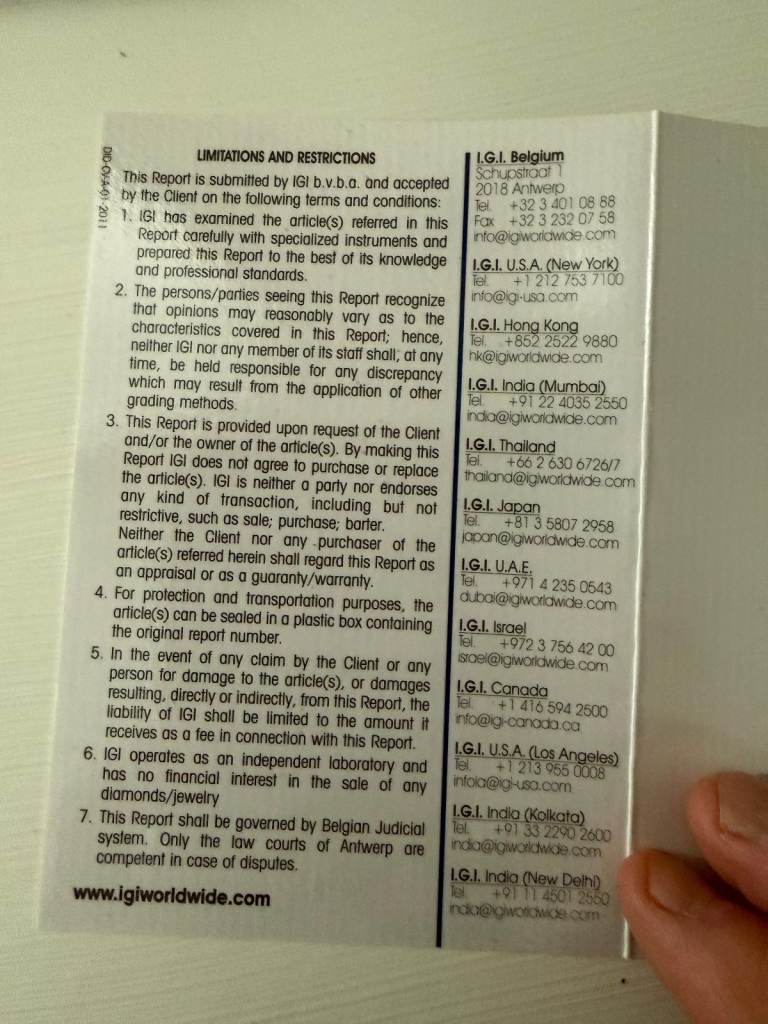 DID-CV-A-01-2011
LIMITATIONS AND RESTRICTIONS
This Report is submitted by IGI b.v.b.a. and accepted
by the Client on the following terms and conditions:
1. IGI has examined the article(s) referred in this
Report carefully with specialized instruments and
prepared this Report to the best of its knowledge
and professional standards.
2. The persons/parties seeing this Report recognize
that opinions may reasonably vary as to the
characteristics covered in this Report; hence,
neither IGI nor any member of its staff shall, at any
time, be held responsible for any discrepancy
which may result from the application of other
grading methods.
3. This Report is provided upon request of the Client
and/or the owner of the article(s). By making this
Report IGI does not agree to purchase or replace
the article(s). IGI is neither a party nor endorses
any kind of transaction, including but not
restrictive, such as sale; purchase; barter.
Neither the Client nor any purchaser of the
article(s) referred herein shall regard this Report as
an appraisal or as a guaranty/warranty.
4. For protection and transportation purposes, the
article(s) can be sealed in a plastic box containing
the original report number.
5. In the event of any claim by the Client or any
person for damage to the article(s), or damages
resulting, directly or indirectly, from this Report, the
liability of IGI shall be limited to the amount it
receives as a fee in connection with this Report.
6. IGI operates as an independent laboratory and
has no financial interest in the sale of any
diamonds/jewelry
7. This Report shall be governed by Belgian Judicial
system. Only the law courts of Antwerp are
competent in case of disputes.
www.igiworldwide.com
I.G.I. Belgium
Schupstraat 1
2018 Antwerp
Tel. +32 3 401 08 88
Fax +32 3 232 07 58
info@igiworldwide.com
I.G.I. U.S.A. (New York)
Tel. +1 212 753 7100
info@igi-usa.com
I.G.I. Hong Kong
Tel. +852 2522 9880
hk@igiworldwide.com
I.G.I. India (Mumbai)
Tel. +91 22 4035 2550
india@igiworldwide.com
I.G.I. Thailand
Tel. +66 2 630 6726/7
thailand@igiworldwide.com
I.G.I. Japan
Tel. +81 3 5807 2958
japan@igiworldwide.com
I.G.I. U.A.E.
Tel. +971 4 235 0543
dubai@igiworldwide.com
I.G.I. Israel
Tel. +972 3 756 42 00
israel@igiworldwide.com
I.G.I. Canada
Tel. +1 416 594 2500
info@igi-canada.ca
I.G.I. U.S.A. (Los Angeles)
Tel. +1 213 955 0008
infola@igi-usa.com
I.G.I. India (Kolkata)
Tel. +91 33 2290 2600
india@igiworldwide.com
I.G.I. India (New Delhi)
Tel. +91 11 4501 2550
india@igiworldwide.com